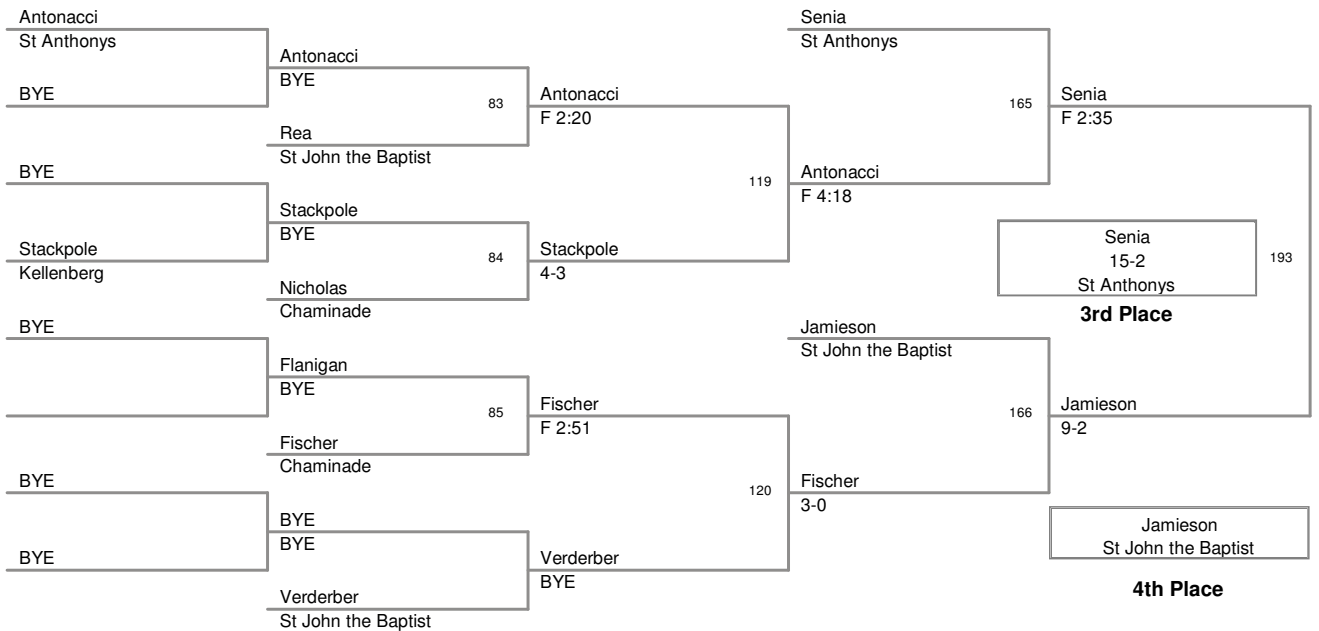 Antonacci
St Anthonys
BYE
BYE
Stackpole
Kellenberg
BYE
BYE
BYE
Antonacci
BYE
83
Rea
St John the Baptist
Stackpole
BYE
84
Nicholas
Chaminade
Flanigan
BYE
85
Fischer
Chaminade
BYE
BYE
Verderber
St John the Baptist
Antonacci
F 2:20
119
Stackpole
4-3
Fischer
F 2:51
120
Verderber
BYE
Senia
St Anthonys
165
Antonacci
F 4:18
Jamieson
St John the Baptist
166
Fischer
3-0
Senia
F 2:35
193
Jamieson
9-2
Senia
15-2
St Anthonys
3rd Place
Jamieson
St John the Baptist
4th Place